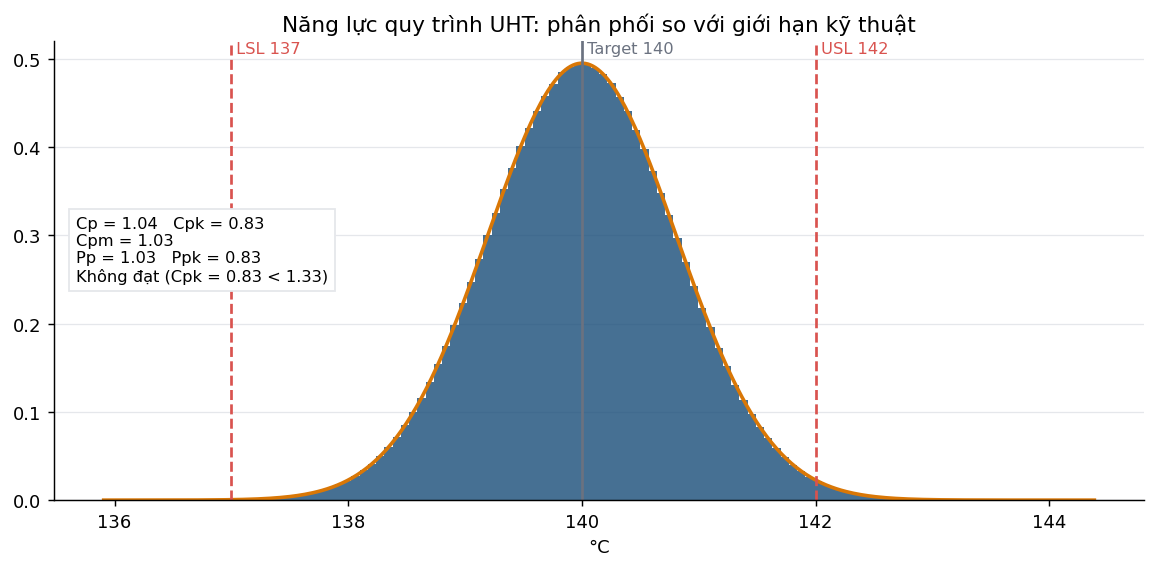 Năng lực quy trình UHT: phân phối so với giới hạn kỹ thuật
LSL 137
Target 140
USL 142
0.5
0.4
0.3
0.2
0.1
0.0
Cp = 1.04   Cpk = 0.83
Cpm = 1.03
Pp = 1.03   Ppk = 0.83
Không đạt (Cpk = 0.83 < 1.33)
136
138
140
142
144
°C